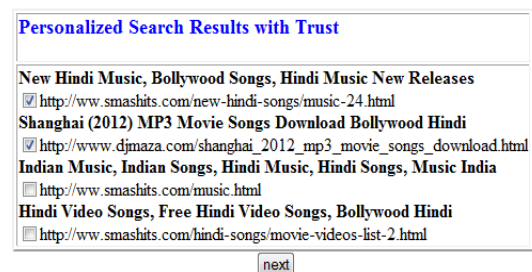 Personalized Search Results with Trust
New Hindi Music, Bollywood Songs, Hindi Music New Releases
http://ww.smashits.com/new-hindi-songs/music-24.html
Shanghai (2012) MP3 Movie Songs Download Bollywood Hindi
http://www.djmaza.com/shanghai_2012_mp3_movie_songs_download.html
Indian Music, Indian Songs, Hindi Music, Hindi Songs, Music India
http://ww.smashits.com/music.html
Hindi Video Songs, Free Hindi Video Songs, Bollywood Hindi
http://ww.smashits.com/hindi-songs/movie-videos-list-2.html
next